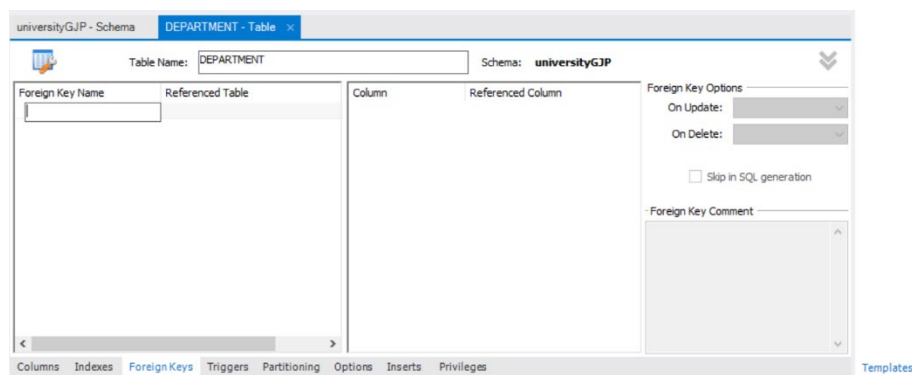 universityGJP - Schema DEPARTMENT - Table ×
Table Name: DEPARTMENT Schema: universityGJP
Foreign Key Name Referenced Table Column Referenced Column Foreign Key Options
On Update:
On Delete:
Skip in SQL generation
Foreign Key Comment
Columns Indexes Foreign Keys Triggers Partitioning Options Inserts Privileges Templates